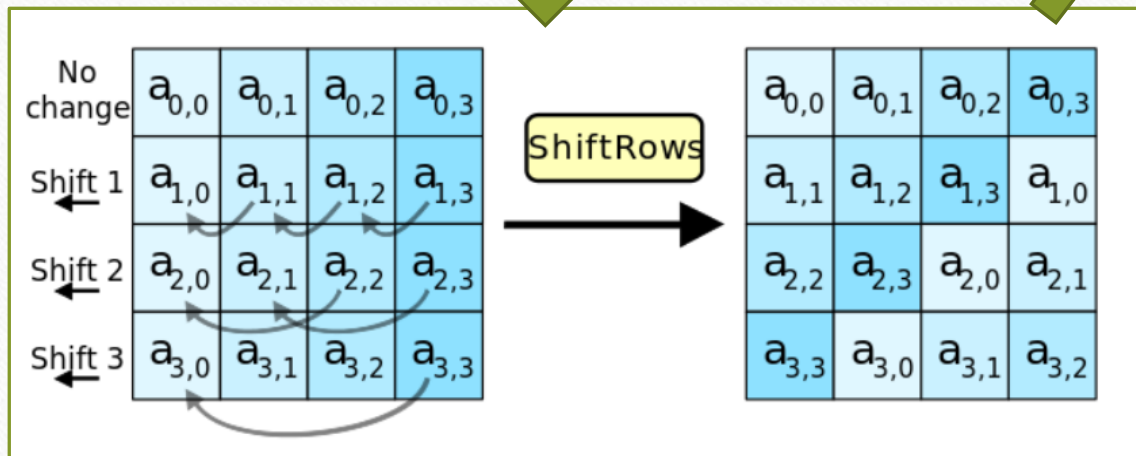 No
change
a0,0 a0,1 a0,2 a0,3
Shift 1
a1,0 a1,1 a1,2 a1,3
Shift 2
a2,0 a2,1 a2,2 a2,3
Shift 3
a3,0 a3,1 a3,2 a3,3
ShiftRows
a0,0 a0,1 a0,2 a0,3
a1,1 a1,2 a1,3 a1,0
a2,2 a2,3 a2,0 a2,1
a3,3 a3,0 a3,1 a3,2